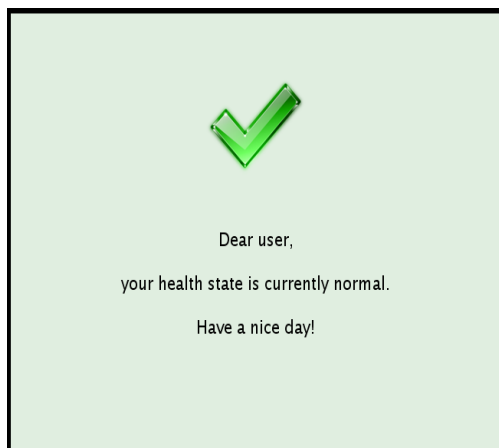 Dear user,
your health state is currently normal.
Have a nice day!